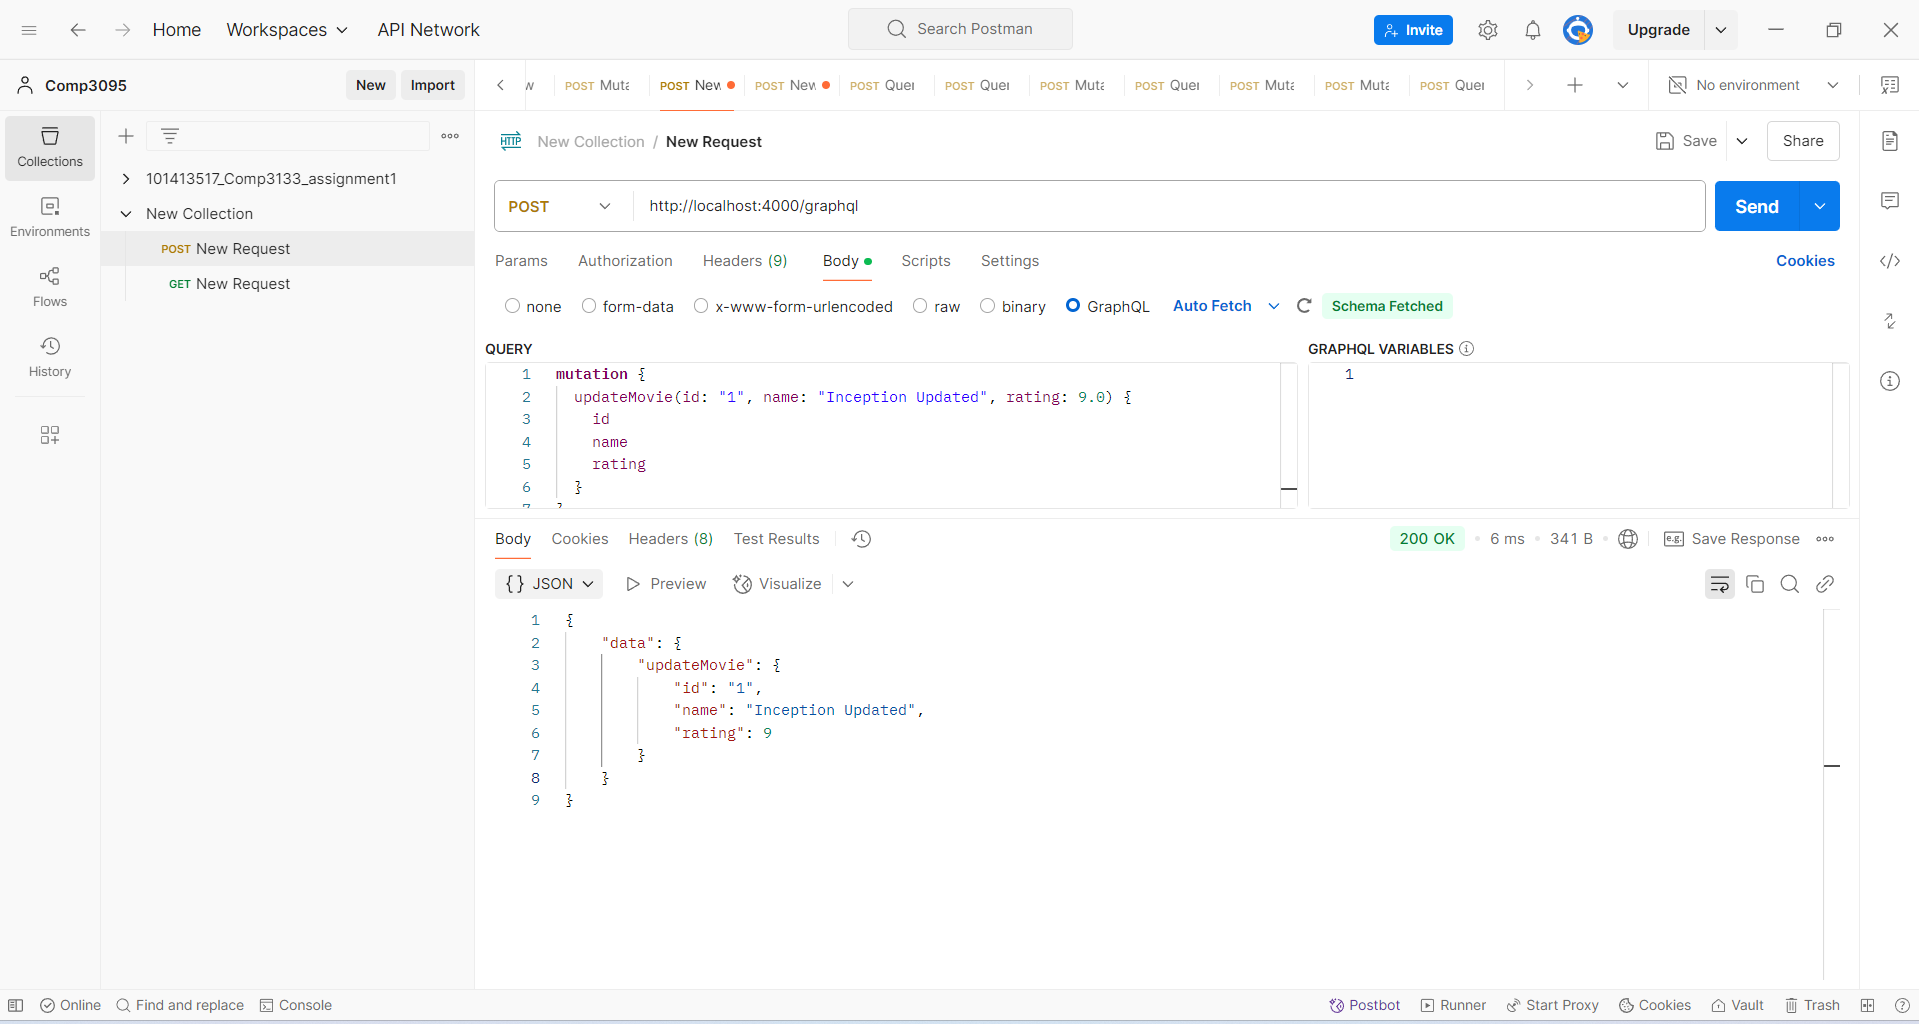 Home Workspaces API Network Search Postman Invite Upgrade
Comp3095 New Import
POST Muta POST New POST New POST Quer POST Quer POST Muta POST Quer POST Muta POST Muta POST Quer No environment
Collections
Environments
Flows
History
101413517_Comp3133_assignment1
New Collection
POST New Request
GET New Request
HTTP New Collection / New Request Save Share
POST http://localhost:4000/graphql Send
Params Authorization Headers (9) Body Scripts Settings Cookies
none form-data x-www-form-urlencoded raw binary GraphQL Auto Fetch Schema Fetched
QUERY GRAPHQL VARIABLES
1 mutation {
2 updateMovie(id: "1", name: "Inception Updated", rating: 9.0) {
3 id
4 name
5 rating
6 }
7 }
1
Body Cookies Headers (8) Test Results 200 OK • 6 ms • 341 B • e.g. Save Response
{} JSON Preview Visualize
1 {
2 "data": {
3 "updateMovie": {
4 "id": "1",
5 "name": "Inception Updated",
6 "rating": 9
7 }
8 }
9 }
Online Find and replace Console Postbot Runner Start Proxy Cookies Vault Trash